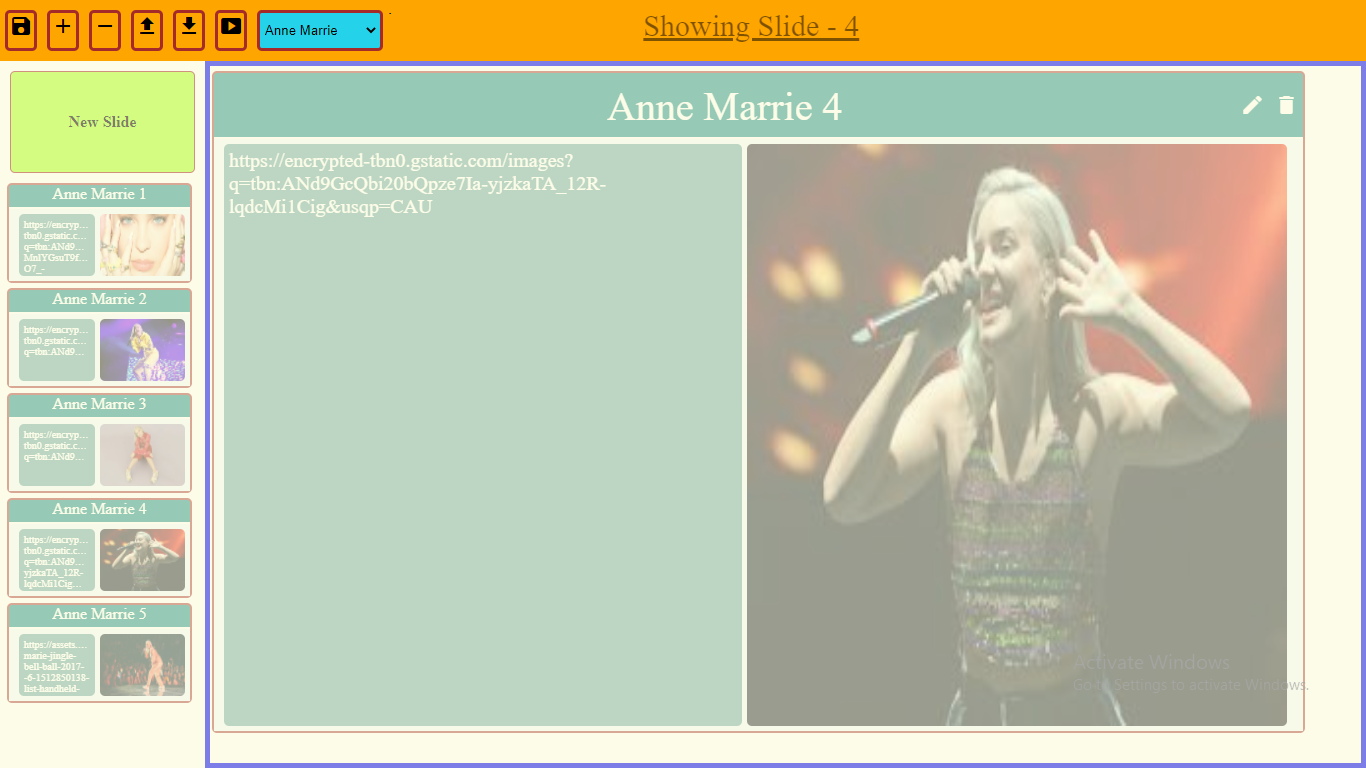 Anne Marrie
Showing Slide - 4
New Slide
Anne Marrie 1
https://encryp...
tbn0.gstatic.c...
q=tbn:ANd9...
MnlYGsuT9f...
O7_-
Anne Marrie 2
https://encryp...
tbn0.gstatic.c...
q=tbn:ANd9...
Anne Marrie 3
https://encryp...
tbn0.gstatic.c...
q=tbn:ANd9...
Anne Marrie 4
https://encryp...
tbn0.gstatic.c...
q=tbn:ANd9...
yjzkaTA_12R-
lqdcMi1Cig...
Anne Marrie 5
https://assets....
marie-jingle-
bell-ball-2017-
-6-1512850138-
list-handheld-
Anne Marrie 4
https://encrypted-tbn0.gstatic.com/images?
q=tbn:ANd9GcQbi20bQpze7Ia-yjzkaTA_12R-
lqdcMi1Cig&usqp=CAU
Activate Windows
Go to Settings to activate Windows.